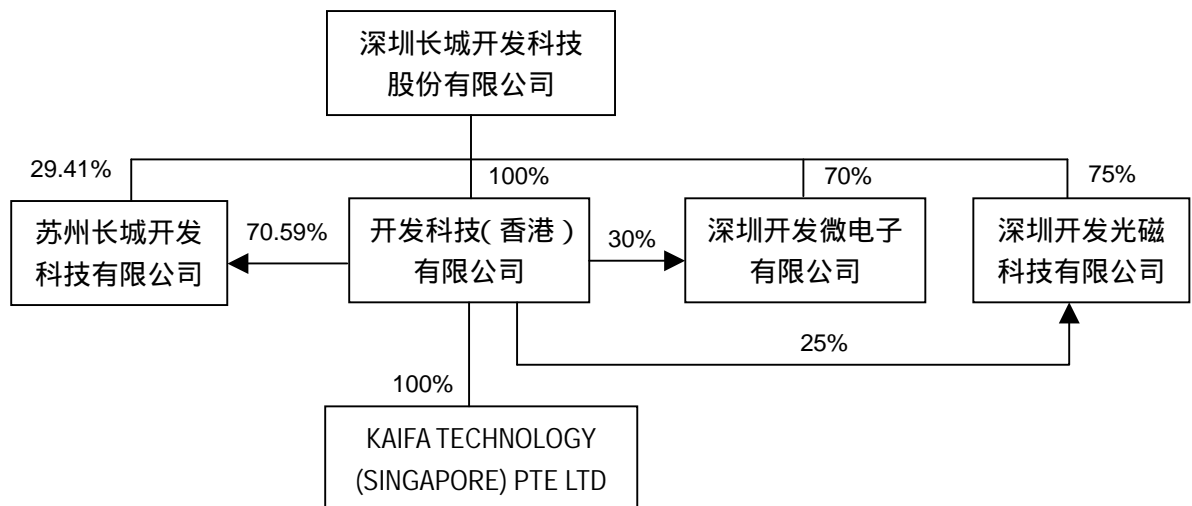 深圳长城开发科技
股份有限公司
29.41%
100%
70%
75%
苏州长城开发
科技有限公司
70.59%
开发科技（香港）
有限公司
30%
深圳开发微电子
有限公司
深圳开发光磁
科技有限公司
25%
100%
KAIFA TECHNOLOGY
(SINGAPORE) PTE LTD